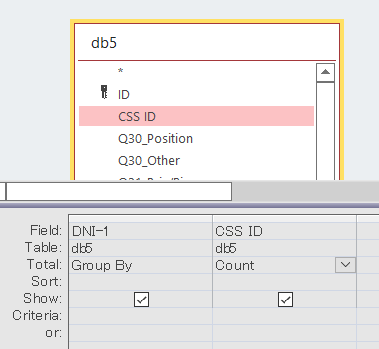 db5
*
ID
CSS ID
Q30_Position
Q30_Other
Field: DNI-1 CSS ID
Table: db5 db5
Total: Group By Count
Sort:
Show:
Criteria:
or: